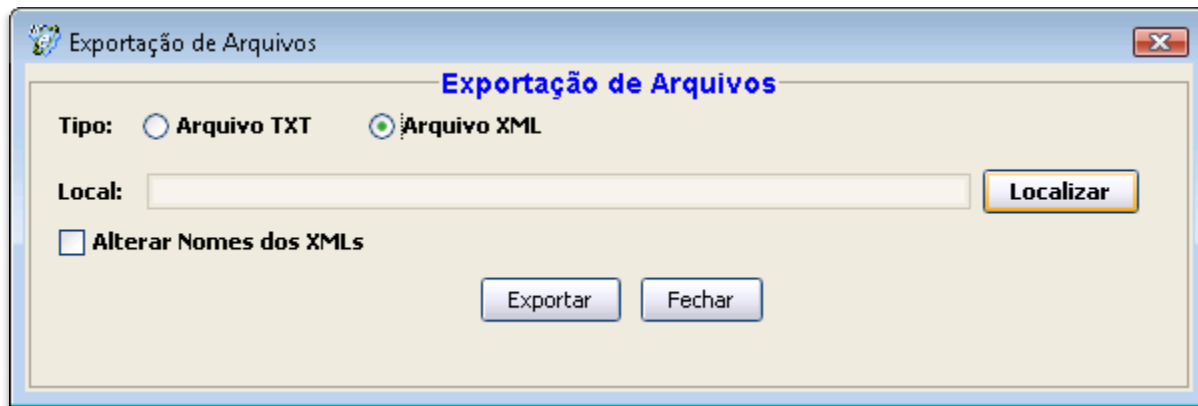 Exportação de Arquivos
Exportação de Arquivos
Tipo: Arquivo TXT Arquivo XML
Local: Localizar
Alterar Nomes dos XMLs
Exportar Fechar